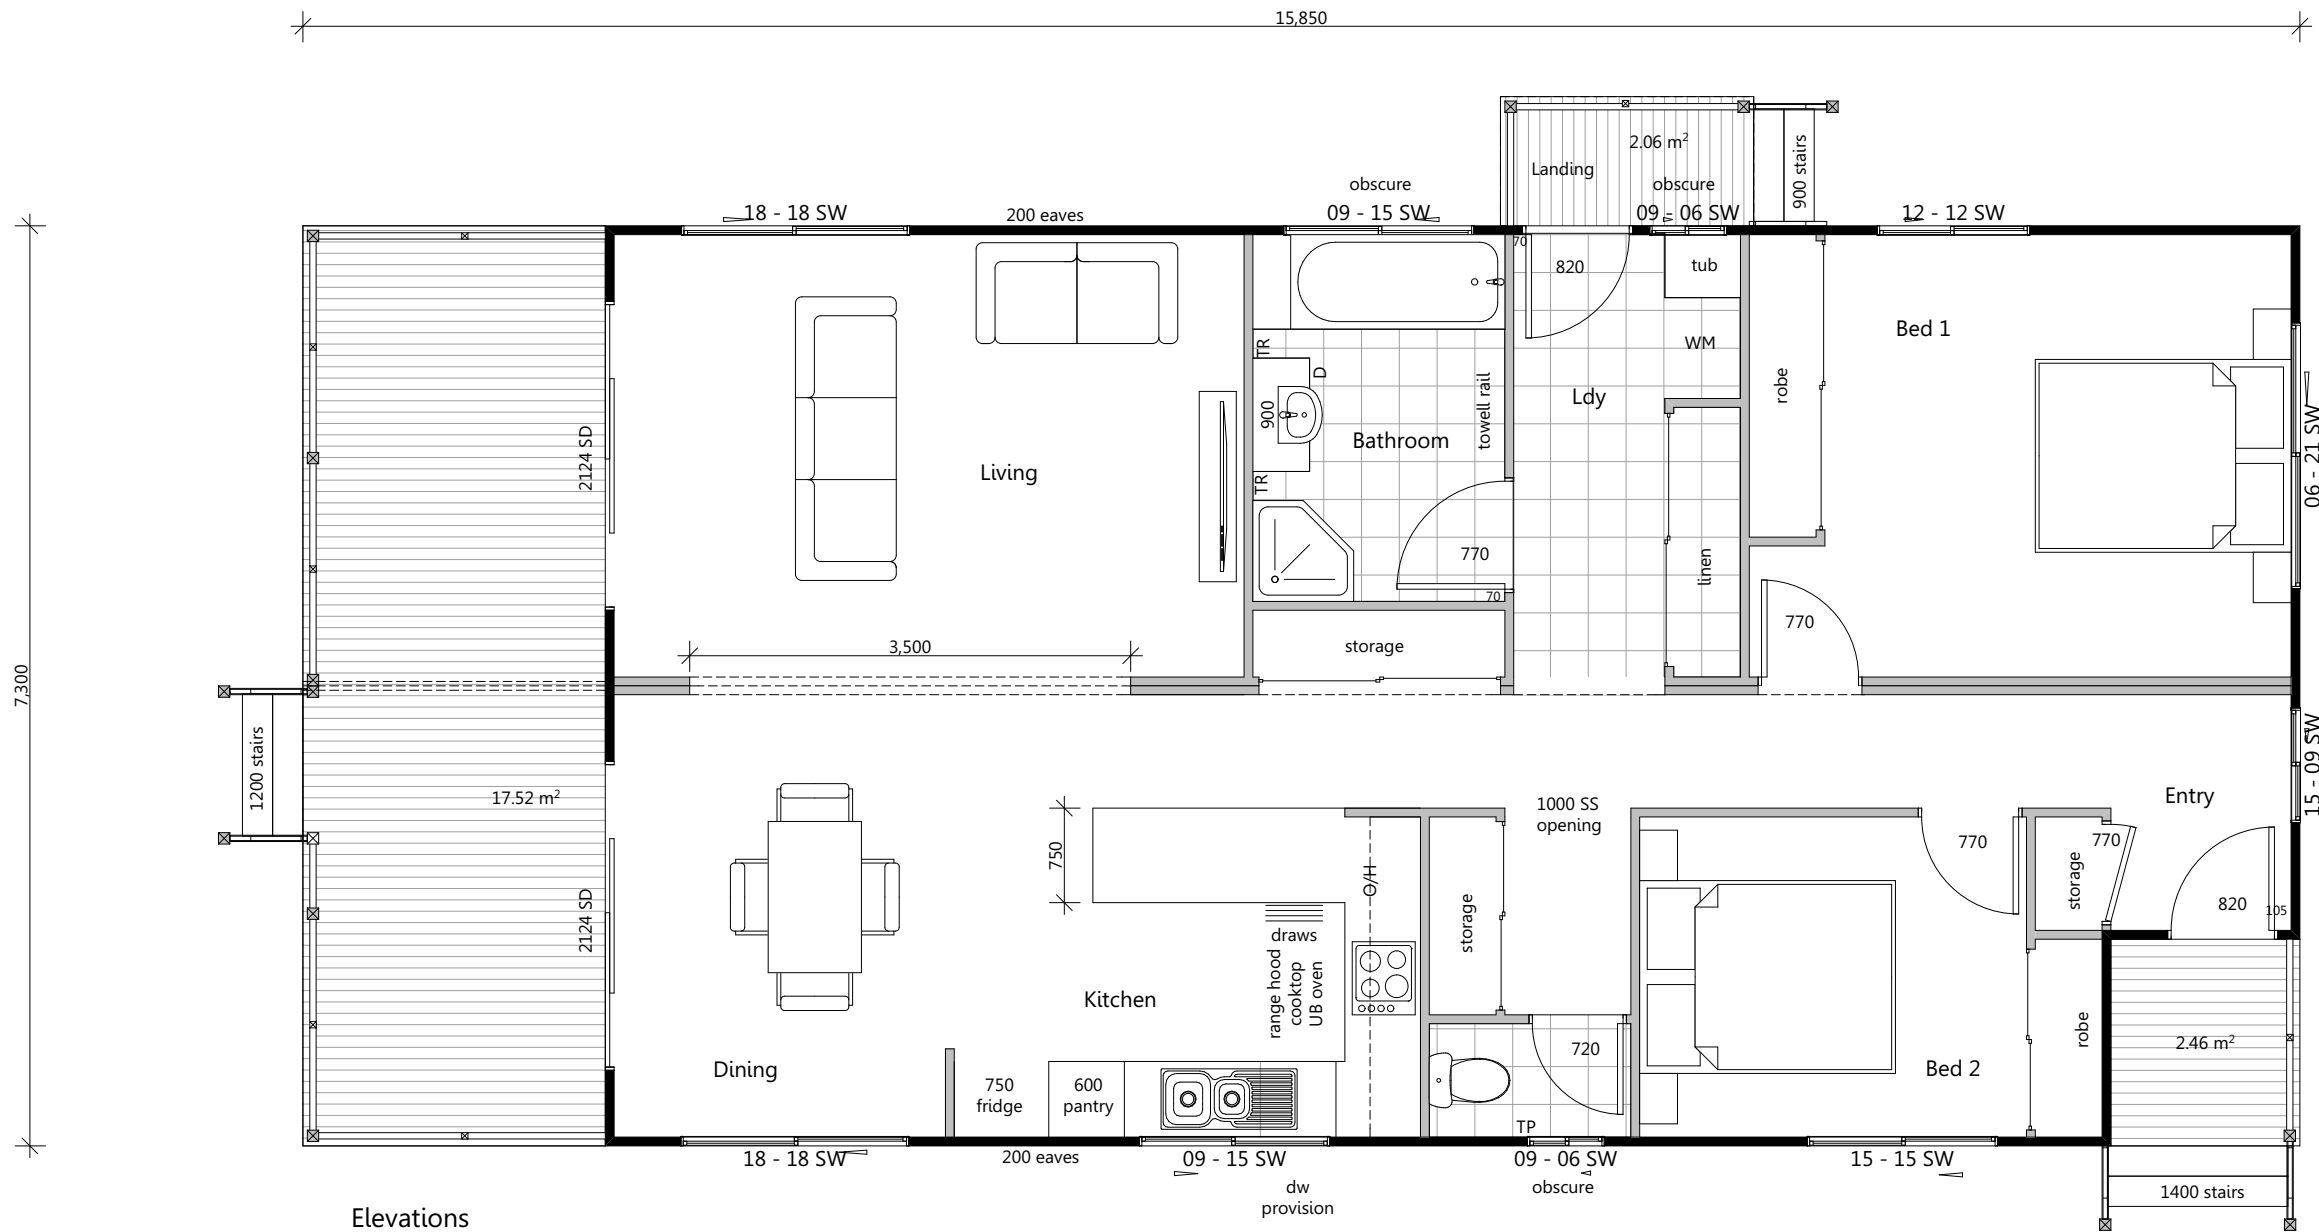 15,850
2.06 m²
Landing
900 stairs
obscure
obscure
18 - 18 SW
200 eaves
09 - 15 SW
09 - 06 SW
12 - 12 SW
70
820
tub
Bed 1
TR
WM
D
900
towell rail
robe
Ldy
2124 SD
Living
Bathroom
06 - 21 SW
TR
770
70
linen
770
3,500
storage
7,300
1200 stairs
17.52 m²
15 - 09 SW
Entry
1000 SS
opening
750
O/H
770
storage
770
2124 SD
draws
storage
820
105
range hood
cooktop
UB oven
Kitchen
robe
2.46 m²
Dining
750
fridge
600
pantry
720
Bed 2
TP
18 - 18 SW
200 eaves
09 - 15 SW
09 - 06 SW
15 - 15 SW
dw
provision
obscure
1400 stairs
Elevations